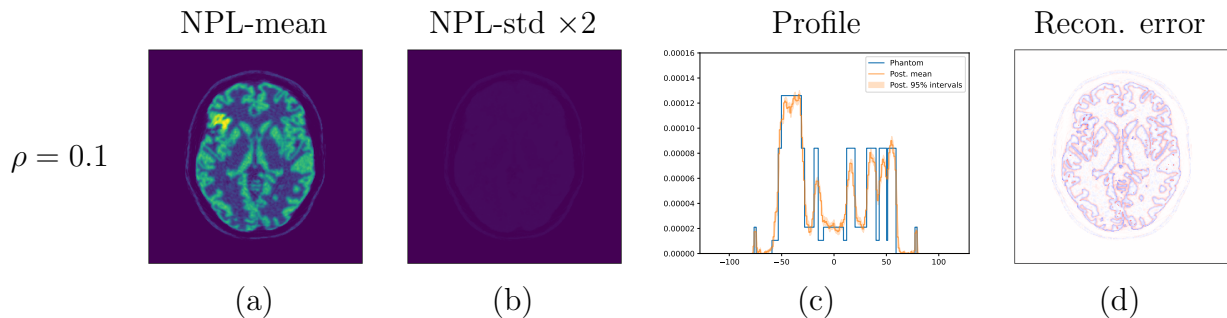 NPL-mean NPL-std ×2 Profile Recon. error
ρ = 0.1
0.00016
0.00014
0.00012
0.00010
0.00008
0.00006
0.00004
0.00002
0.00000
Phantom
Post. mean
Post. 95% intervals
−100 −50 0 50 100
(a) (b) (c) (d)